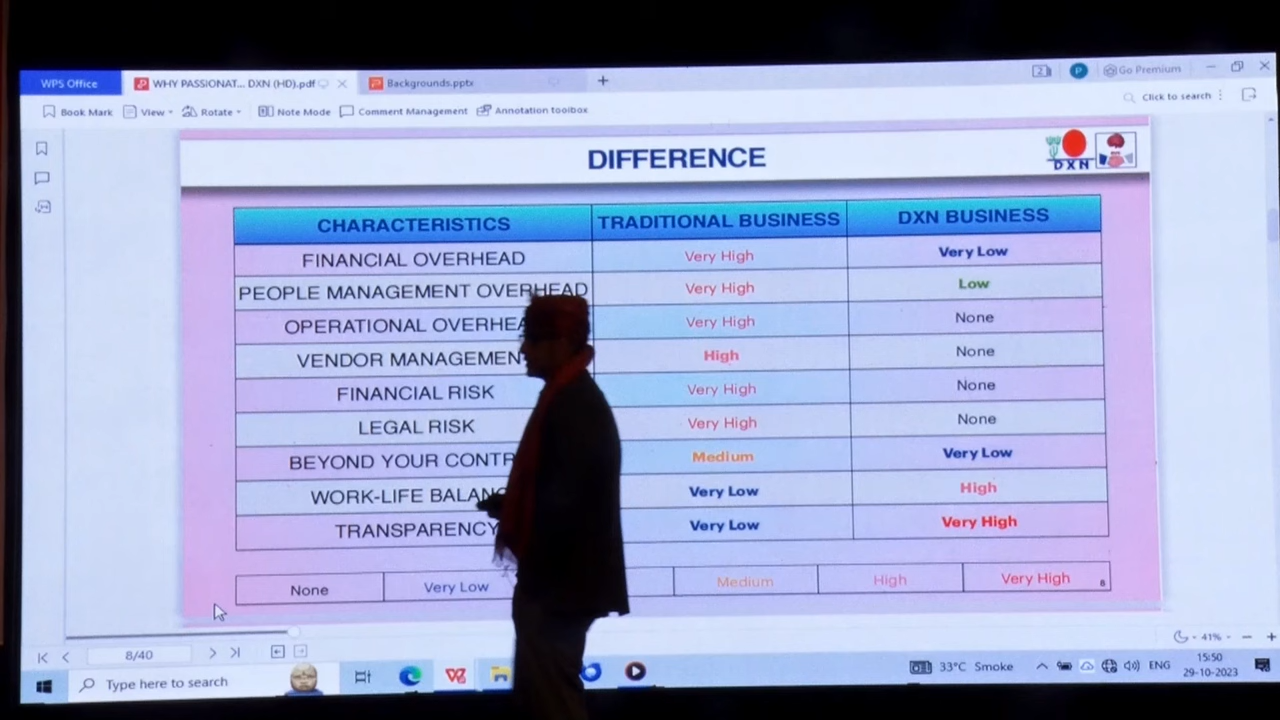 WPS Office WHY PASSIONAT... DXN (HD).pdf Backgrounds.pptx Go Premium
Book Mark View Rotate Note Mode Comment Management Annotation toolbox Click to search
DIFFERENCE
DXN
CHARACTERISTICS TRADITIONAL BUSINESS DXN BUSINESS
FINANCIAL OVERHEAD Very High Very Low
PEOPLE MANAGEMENT OVERHEAD Very High Low
OPERATIONAL OVERHEA Very High None
VENDOR MANAGEMEN High None
FINANCIAL RISK Very High None
LEGAL RISK Very High None
BEYOND YOUR CONTR Medium Very Low
WORK-LIFE BALANC Very Low High
TRANSPARENCY Very Low Very High
None Very Low Medium High Very High 8
8/40 41%
Type here to search 33°C Smoke ENG 15:50
29-10-2023